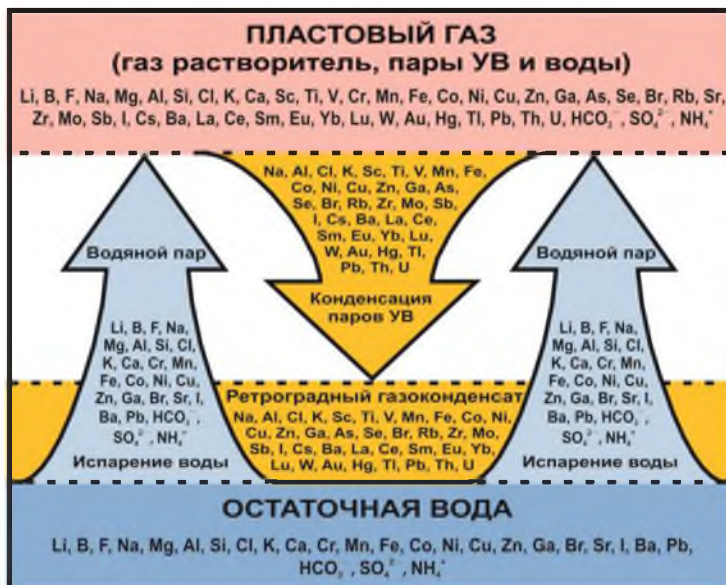 ПЛАСТОВЫЙ ГАЗ
(газ растворитель, пары УВ и воды)
Li, B, F, Na, Mg, Al, Si, Cl, K, Ca, Sc, Ti, V, Cr, Mn, Fe, Co, Ni, Cu, Zn, Ga, As, Se, Br, Rb, Sr,
Zr, Mo, Sb, I, Cs, Ba, La, Ce, Sm, Eu, Yb, Lu, W, Au, Hg, Tl, Pb, Th, U, HCO₃⁻, SO₄²⁻, NH₄⁺
Na, Al, Cl, K, Sc, Ti, V, Mn, Fe,
Co, Ni, Cu, Zn, Ga, As,
Se, Br, Rb, Zr, Mo, Sb,
I, Cs, Ba, La, Ce,
Sm, Eu, Yb, Lu,
W, Au, Hg, Tl,
Pb, Th, U
Конденсация
паров УВ
Водяной пар
Li, B, F, Na,
Mg, Al, Si, Cl,
K, Ca, Cr, Mn,
Fe, Co, Ni, Cu,
Zn, Ga, Br, Sr, I,
Ba, Pb, HCO₃⁻,
SO₄²⁻, NH₄⁺
Испарение воды
Водяной пар
Li, B, F, Na,
Mg, Al, Si, Cl,
K, Ca, Cr, Mn,
Fe, Co, Ni, Cu,
Zn, Ga, Br, Sr, I,
Ba, Pb, HCO₃⁻,
SO₄²⁻, NH₄⁺
Испарение воды
Ретроградный газоконденсат
Na, Al, Cl, K, Sc, Ti, V, Mn, Fe, Co, Ni,
Cu, Zn, Ga, As, Se, Br, Rb, Zr, Mo,
Sb, I, Cs, Ba, La, Ce, Sm, Eu, Yb,
Lu, W, Au, Hg, Tl, Pb, Th, U
ОСТАТОЧНАЯ ВОДА
Li, B, F, Na, Mg, Al, Si, Cl, K, Ca, Cr, Mn, Fe, Co, Ni, Cu, Zn, Ga, Br, Sr, I, Ba, Pb,
HCO₃⁻, SO₄²⁻, NH₄⁺